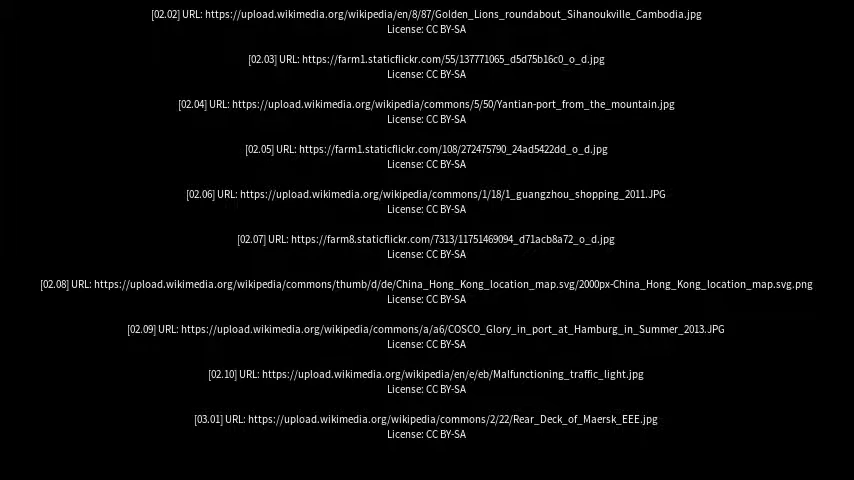 [02.02] URL: https://upload.wikimedia.org/wikipedia/en/8/87/Golden_Lions_roundabout_Sihanoukville_Cambodia.jpg
License: CC BY-SA
[02.03] URL: https://farm1.staticflickr.com/55/137771065_d5d75b16c0_o_d.jpg
License: CC BY-SA
[02.04] URL: https://upload.wikimedia.org/wikipedia/commons/5/50/Yantian-port_from_the_mountain.jpg
License: CC BY-SA
[02.05] URL: https://farm1.staticflickr.com/108/272475790_24ad5422dd_o_d.jpg
License: CC BY-SA
[02.06] URL: https://upload.wikimedia.org/wikipedia/commons/1/18/1_guangzhou_shopping_2011.JPG
License: CC BY-SA
[02.07] URL: https://farm8.staticflickr.com/7313/11751469094_d71acb8a72_o_d.jpg
License: CC BY-SA
[02.08] URL: https://upload.wikimedia.org/wikipedia/commons/thumb/d/de/China_Hong_Kong_location_map.svg/2000px-China_Hong_Kong_location_map.svg.png
License: CC BY-SA
[02.09] URL: https://upload.wikimedia.org/wikipedia/commons/a/a6/COSCO_Glory_in_port_at_Hamburg_in_Summer_2013.JPG
License: CC BY-SA
[02.10] URL: https://upload.wikimedia.org/wikipedia/en/e/eb/Malfunctioning_traffic_light.jpg
License: CC BY-SA
[03.01] URL: https://upload.wikimedia.org/wikipedia/commons/2/22/Rear_Deck_of_Maersk_EEE.jpg
License: CC BY-SA